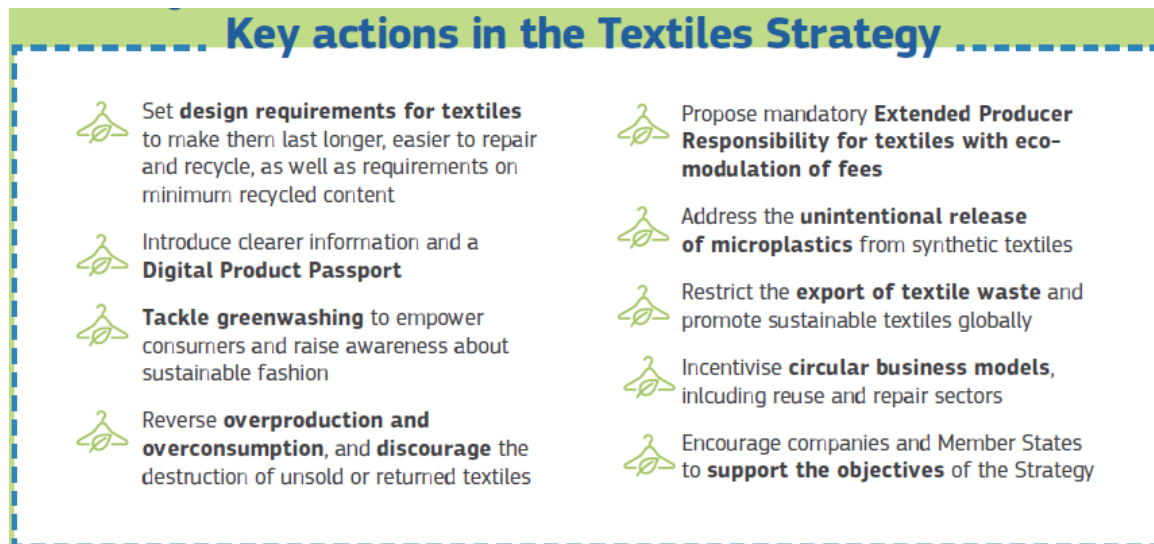 Key actions in the Textiles Strategy
Set design requirements for textiles
to make them last longer, easier to repair
and recycle, as well as requirements on
minimum recycled content
Introduce clearer information and a
Digital Product Passport
Tackle greenwashing to empower
consumers and raise awareness about
sustainable fashion
Reverse overproduction and
overconsumption, and discourage the
destruction of unsold or returned textiles
Propose mandatory Extended Producer
Responsibility for textiles with eco-
modulation of fees
Address the unintentional release
of microplastics from synthetic textiles
Restrict the export of textile waste and
promote sustainable textiles globally
Incentivise circular business models,
inlcuding reuse and repair sectors
Encourage companies and Member States
to support the objectives of the Strategy